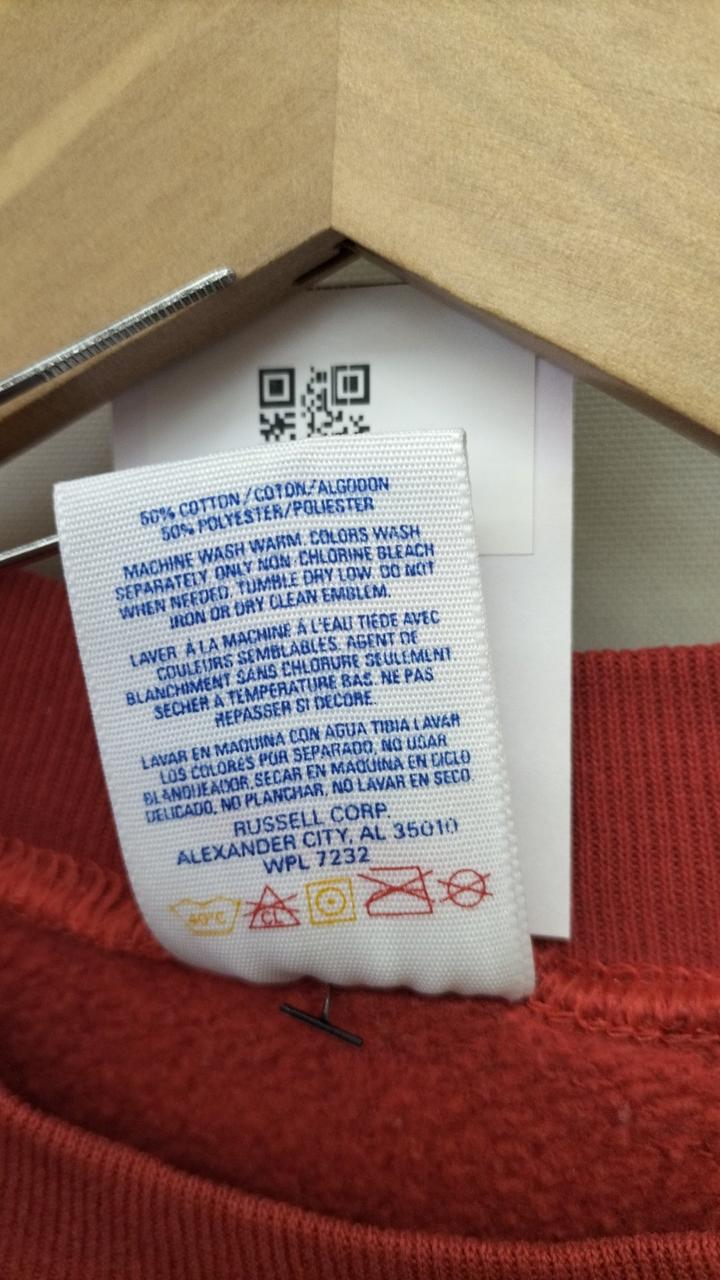 50% COTTON/COTON/ALGODON
50% POLYESTER/POLIESTER
MACHINE WASH WARM. COLORS WASH
SEPARATELY. ONLY NON-CHLORINE BLEACH
WHEN NEEDED. TUMBLE DRY LOW. DO NOT
IRON OR DRY CLEAN EMBLEM.
LAVER À LA MACHINE À L'EAU TIÈDE AVEC
COULEURS SEMBLABLES. AGENT DE
BLANCHIMENT SANS CHLORURE SEULEMENT
SÉCHER À TEMPERATURE BAS. NE PAS
REPASSER SI DÉCORÉ.
LAVAR EN MAQUINA CON AGUA TIBIA LAVAR
LOS COLORES POR SEPARADO, NO USAR
BLANQUEADOR. SECAR EN MAQUINA EN CICLO
DELICADO, NO PLANCHAR, NO LAVAR EN SECO.
RUSSELL CORP.
ALEXANDER CITY, AL 35010
WPL 7232
40°C CL